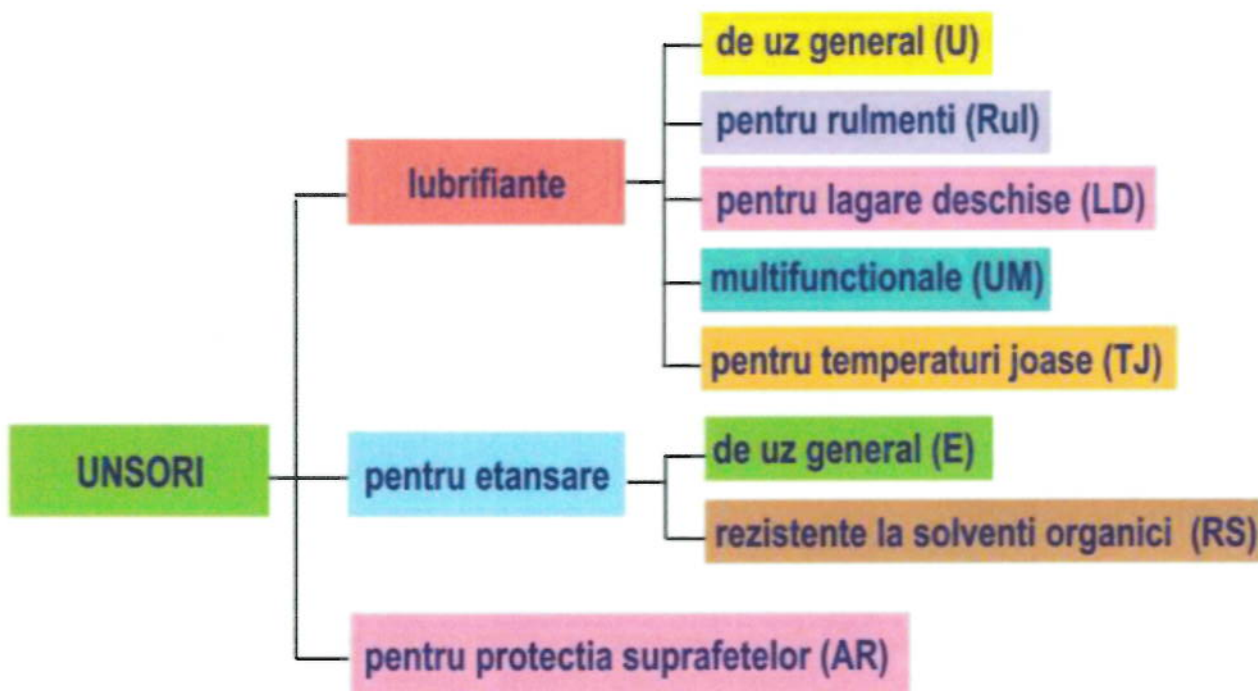 UNSORI
lubrifiante
de uz general (U)
pentru rulmenti (Rul)
pentru lagare deschise (LD)
multifunctionale (UM)
pentru temperaturi joase (TJ)
pentru etansare
de uz general (E)
rezistente la solventi organici (RS)
pentru protectia suprafetelor (AR)